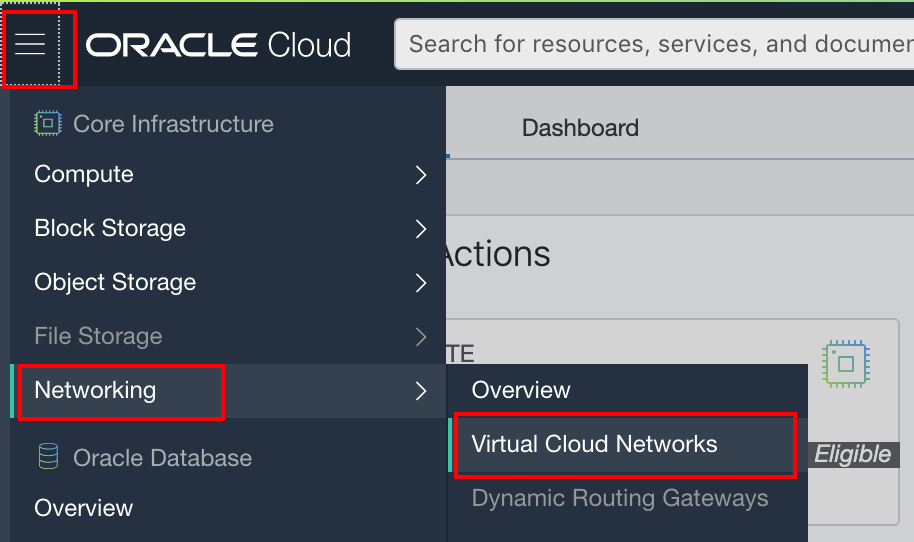 ORACLE Cloud
Search for resources, services, and documen
Core Infrastructure
Dashboard
Compute
Block Storage
Actions
Object Storage
File Storage
TE
Networking
Overview
Virtual Cloud Networks
Eligible
Oracle Database
Dynamic Routing Gateways
Overview